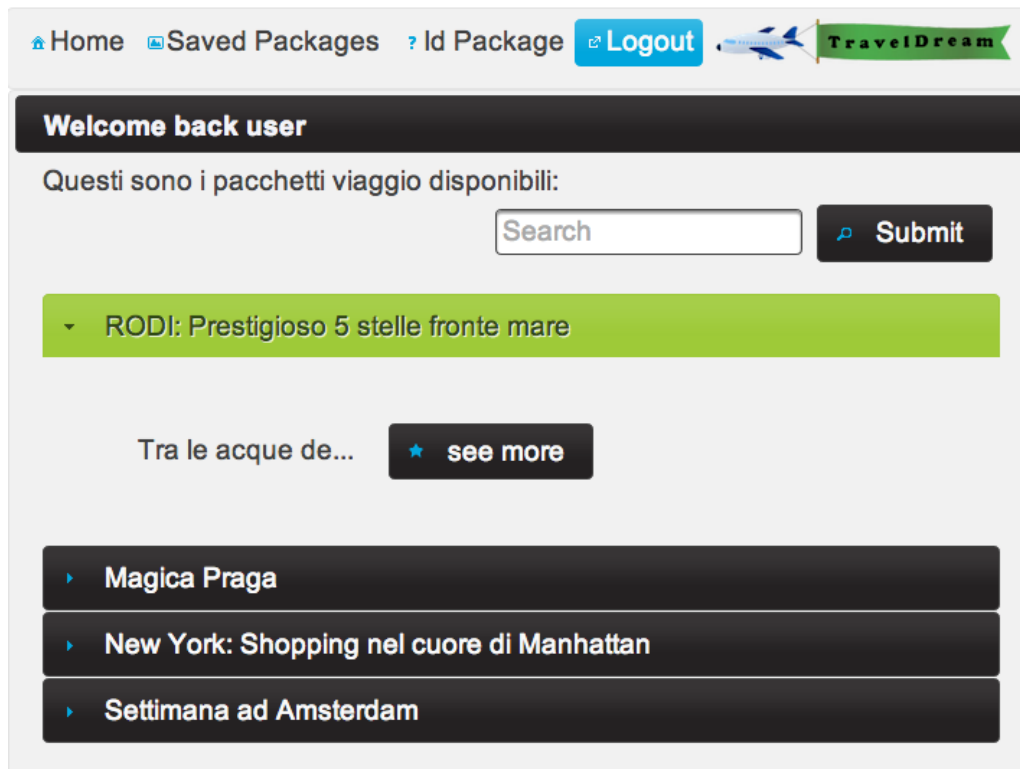 Home Saved Packages ? Id Package Logout TravelDream
Welcome back user
Questi sono i pacchetti viaggio disponibili:
Search Submit
RODI: Prestigioso 5 stelle fronte mare
Tra le acque de... see more
Magica Praga
New York: Shopping nel cuore di Manhattan
Settimana ad Amsterdam